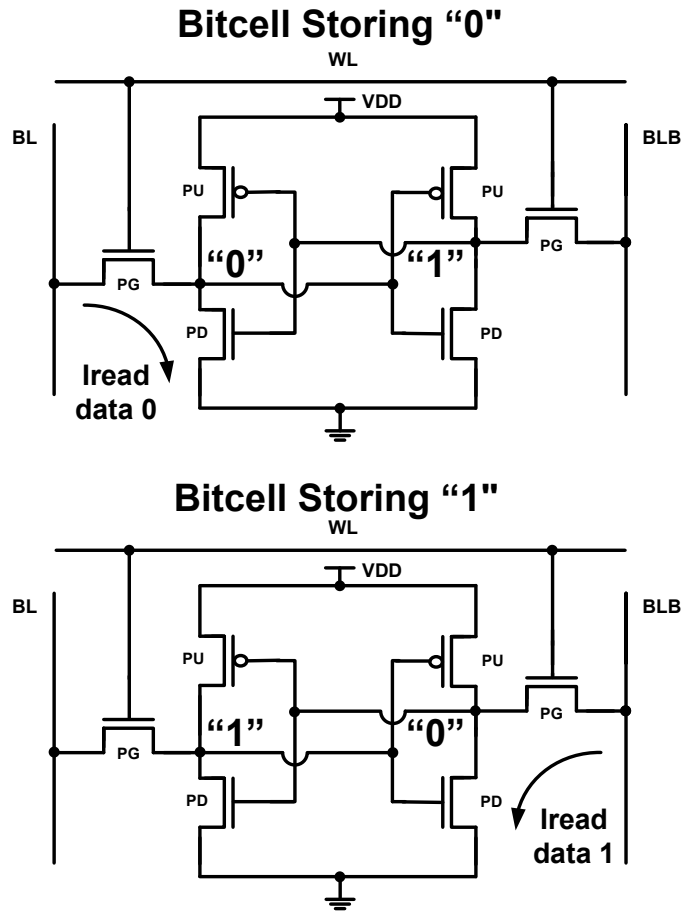 Bitcell Storing “0"
WL
VDD
BL
BLB
PU
PU
“0”
“1”
PG
PG
PD
PD
Iread
data 0
Bitcell Storing “1"
WL
VDD
BL
BLB
PU
PU
“1”
“0”
PG
PG
PD
PD
Iread
data 1